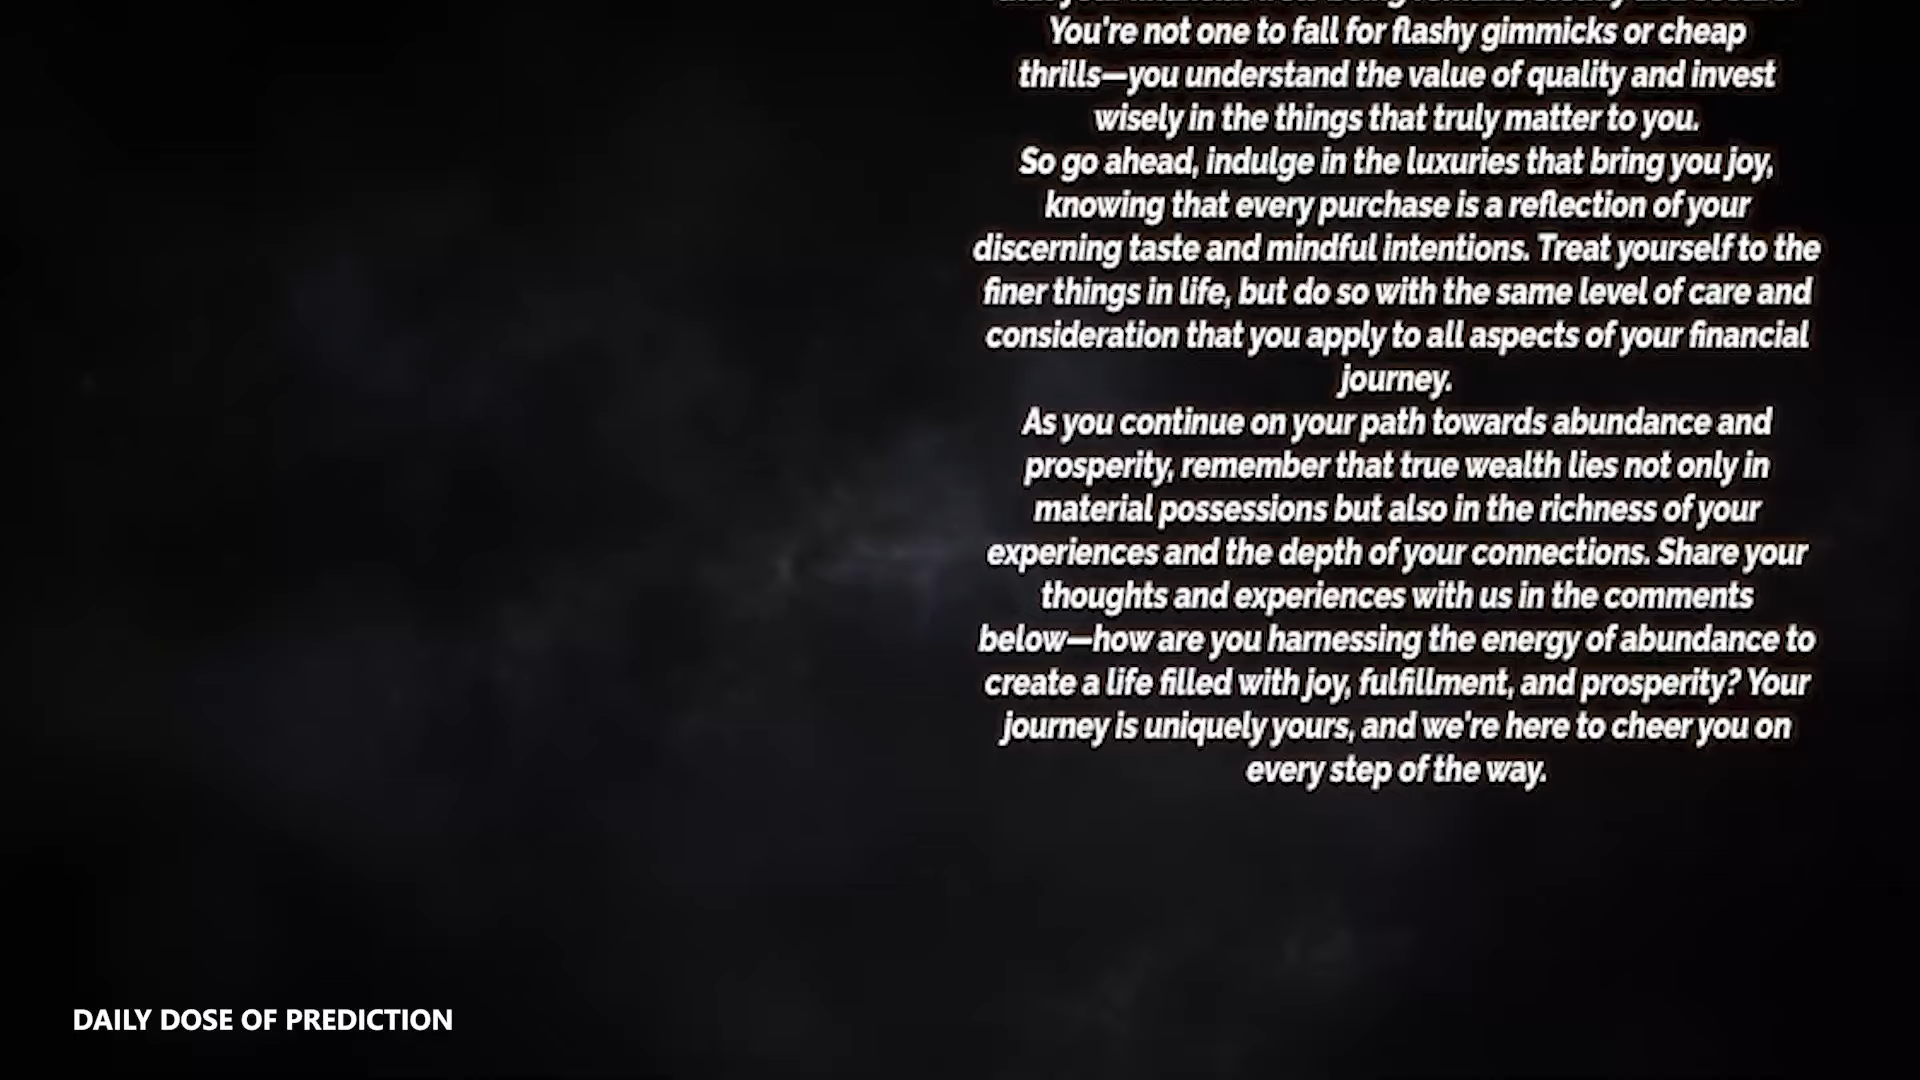 You're not one to fall for flashy gimmicks or cheap
thrills—you understand the value of quality and invest
wisely in the things that truly matter to you.
So go ahead, indulge in the luxuries that bring you joy,
knowing that every purchase is a reflection of your
discerning taste and mindful intentions. Treat yourself to the
finer things in life, but do so with the same level of care and
consideration that you apply to all aspects of your financial
journey.
As you continue on your path towards abundance and
prosperity, remember that true wealth lies not only in
material possessions but also in the richness of your
experiences and the depth of your connections. Share your
thoughts and experiences with us in the comments
below—how are you harnessing the energy of abundance to
create a life filled with joy, fulfillment, and prosperity? Your
journey is uniquely yours, and we're here to cheer you on
every step of the way.
DAILY DOSE OF PREDICTION